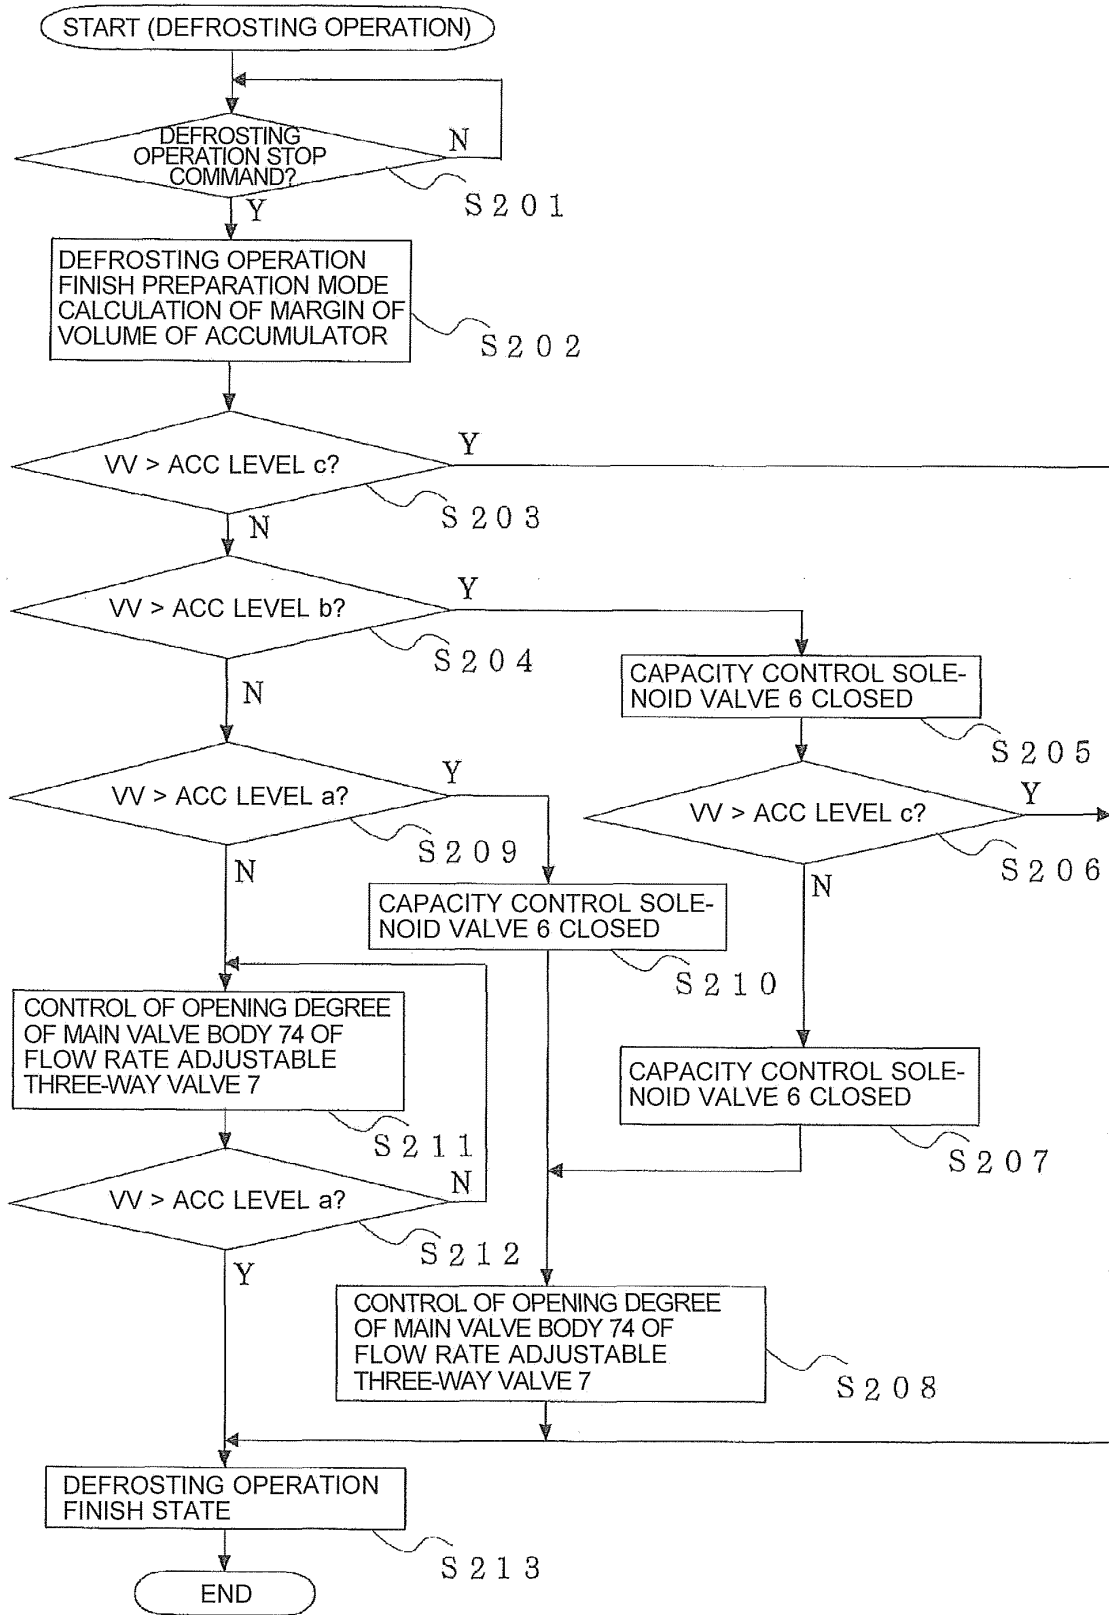 START (DEFROSTING OPERATION)
DEFROSTING
OPERATION STOP
COMMAND?
N
S201
Y
DEFROSTING OPERATION
FINISH PREPARATION MODE
CALCULATION OF MARGIN OF
VOLUME OF ACCUMULATOR
S202
VV > ACC LEVEL c?
Y
S203
N
VV > ACC LEVEL b?
Y
S204
N
CAPACITY CONTROL SOLE-
NOID VALVE 6 CLOSED
S205
VV > ACC LEVEL c?
Y
S206
N
VV > ACC LEVEL a?
Y
S209
N
CAPACITY CONTROL SOLE-
NOID VALVE 6 CLOSED
S210
CAPACITY CONTROL SOLE-
NOID VALVE 6 CLOSED
S207
CONTROL OF OPENING DEGREE
OF MAIN VALVE BODY 74 OF
FLOW RATE ADJUSTABLE
THREE-WAY VALVE 7
S211
VV > ACC LEVEL a?
N
S212
Y
CONTROL OF OPENING DEGREE
OF MAIN VALVE BODY 74 OF
FLOW RATE ADJUSTABLE
THREE-WAY VALVE 7
S208
DEFROSTING OPERATION
FINISH STATE
S213
END